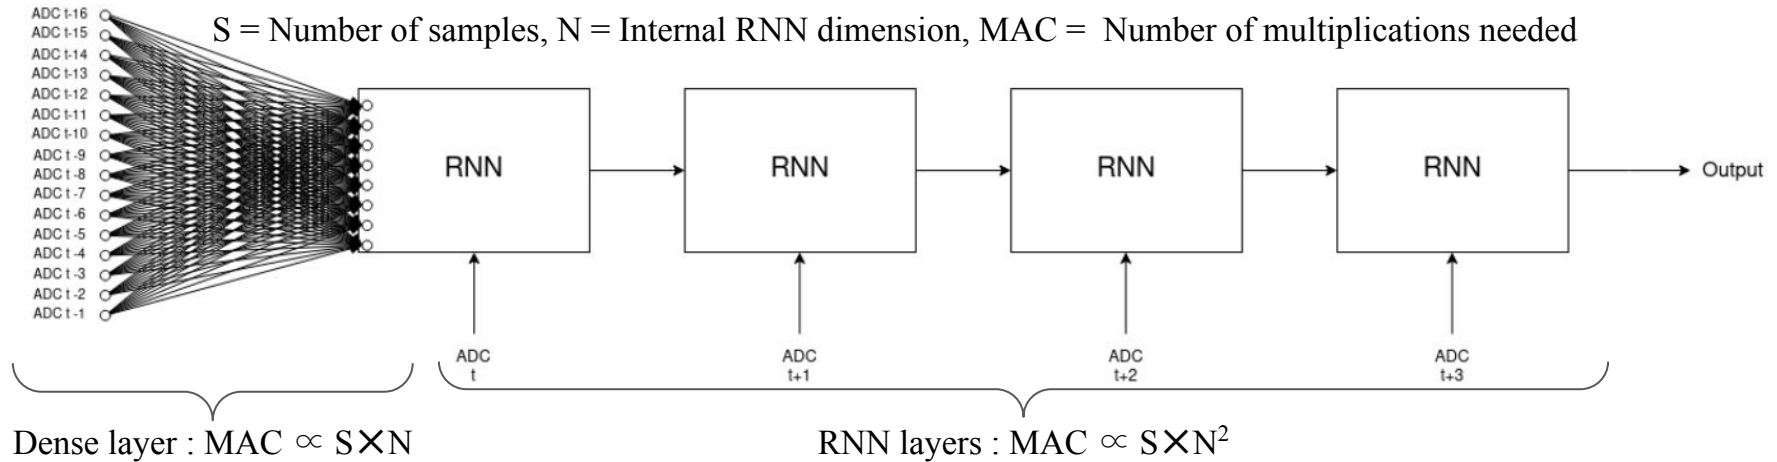 S = Number of samples, N = Internal RNN dimension, MAC = Number of multiplications needed
ADC t-16
ADC t-15
ADC t-14
ADC t-13
ADC t-12
ADC t-11
ADC t-10
ADC t -9
ADC t -8
ADC t -7
ADC t -6
ADC t -5
ADC t -4
ADC t -3
ADC t -2
ADC t -1
RNN
RNN
RNN
RNN
Output
ADC
t
ADC
t+1
ADC
t+2
ADC
t+3
Dense layer : MAC ∝ S✕N
RNN layers : MAC ∝ S✕N²